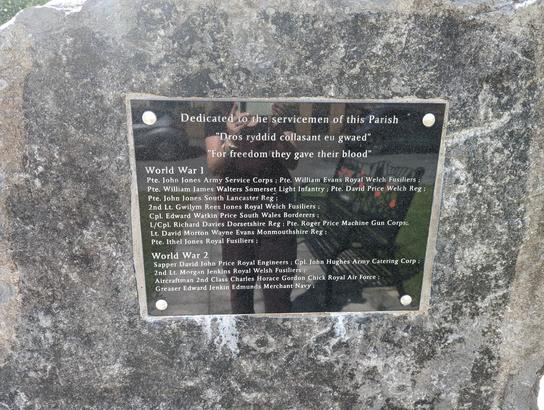 Dedicated to the servicemen of this Parish
"Dros ryddid collasant eu gwaed"
"For freedom they gave their blood"
World War 1
Pte. John Jones Army Service Corps ; Pte. William Evans Royal Welch Fusiliers ;
Pte. William James Walters Somerset Light Infantry ; Pte. David Price Welch Reg ;
Pte. John Jones South Lancaster Reg ;
2nd Lt. Gwilym Rees Jones Royal Welch Fusiliers ;
Cpl. Edward Watkin Price South Wales Borderers ;
L/Cpl. Richard Davies Dorsetshire Reg ; Pte. Roger Price Machine Gun Corps.
Lt. David Morton Wayne Evans Monmouthshire Reg ;
Pte. Ithel Jones Royal Fusiliers ;
World War 2
Sapper David John Price Royal Engineers ; Cpl. John Hughes Army Catering Corp ;
2nd Lt. Morgan Jenkins Royal Welsh Fusiliers ;
Aircraftman 2nd Class Charles Horace Gordon Chick Royal Air Force ;
Greaser Edward Jenkin Edmunds Merchant Navy ;